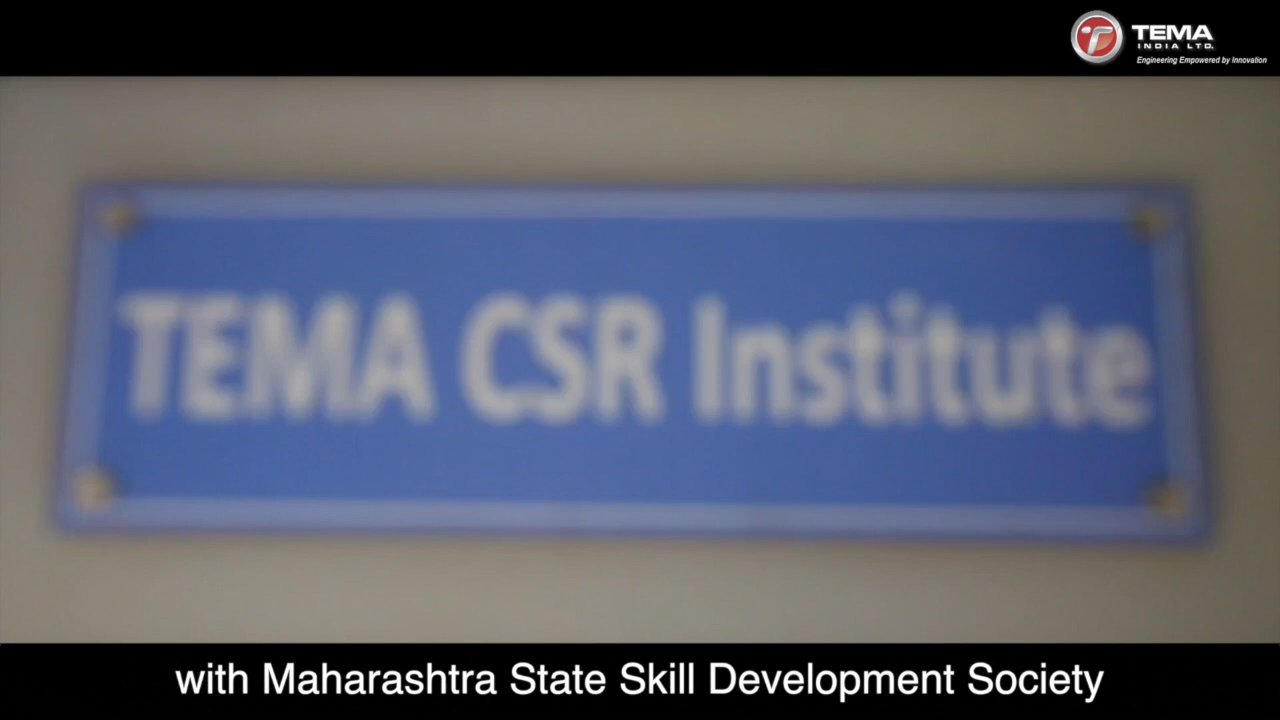 TEMA
INDIA LTD.
Engineering Empowered by Innovation
TEMA CSR Institute
with Maharashtra State Skill Development Society